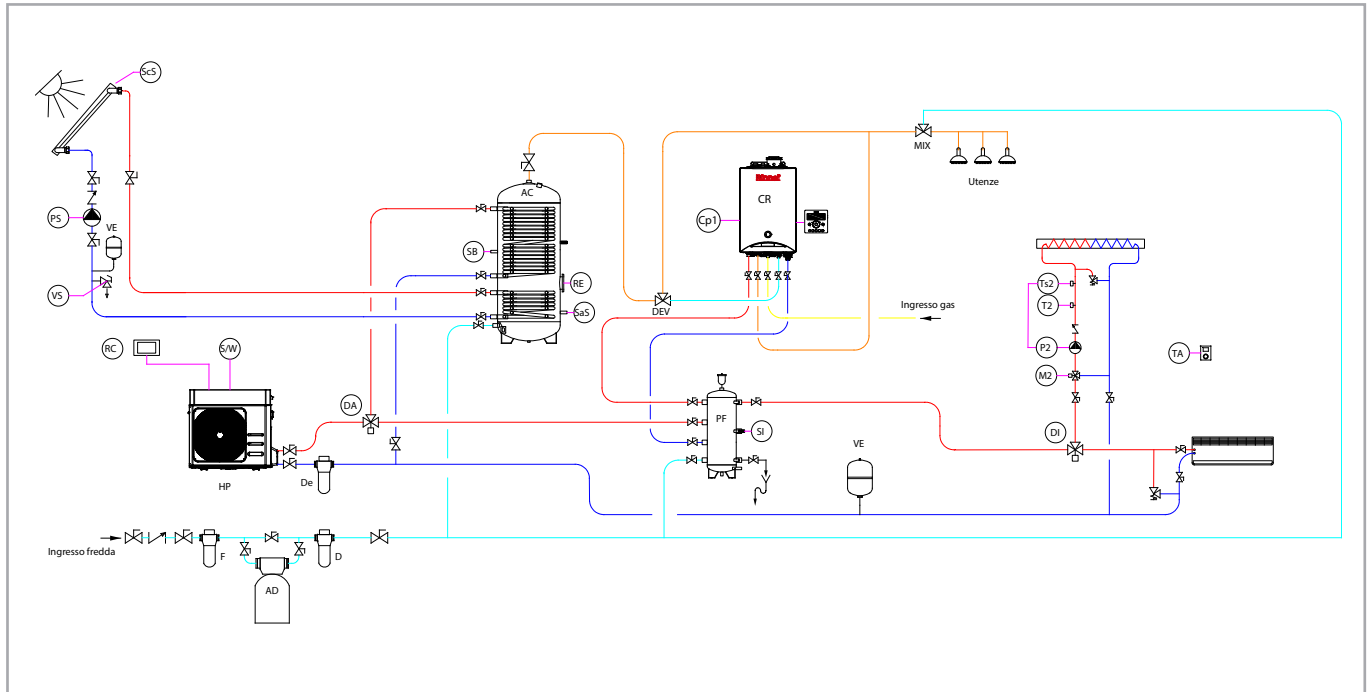 ScS
MIX
Utenze
AC
CR
Cp1
PS
VE
SB
RE
VS
SaS
DEV
Ingresso gas
Ts2
T2
P2
M2
TA
RC
S/W
DA
PF
SI
DI
VE
HP
De
Ingresso fredda
F
D
AD